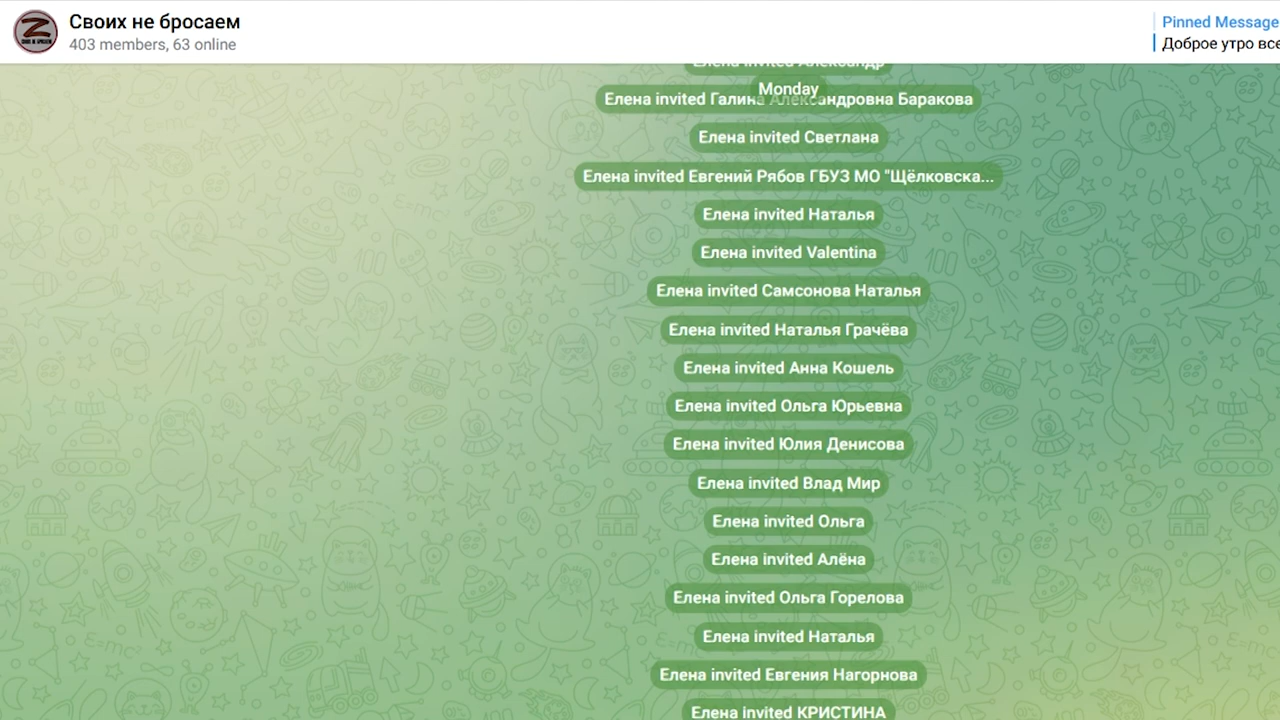 Своих не бросаем
403 members, 63 online
Pinned Message
Доброе утро все
Елена invited Александр
Monday
Елена invited Галина Александровна Баракова
Елена invited Светлана
Елена invited Евгений Рябов ГБУЗ МО "Щёлковска...
Елена invited Наталья
Елена invited Valentina
Елена invited Самсонова Наталья
Елена invited Наталья Грачёва
Елена invited Анна Кошель
Елена invited Ольга Юрьевна
Елена invited Юлия Денисова
Елена invited Влад Мир
Елена invited Ольга
Елена invited Алёна
Елена invited Ольга Горелова
Елена invited Наталья
Елена invited Евгения Нагорнова
Елена invited КРИСТИНА